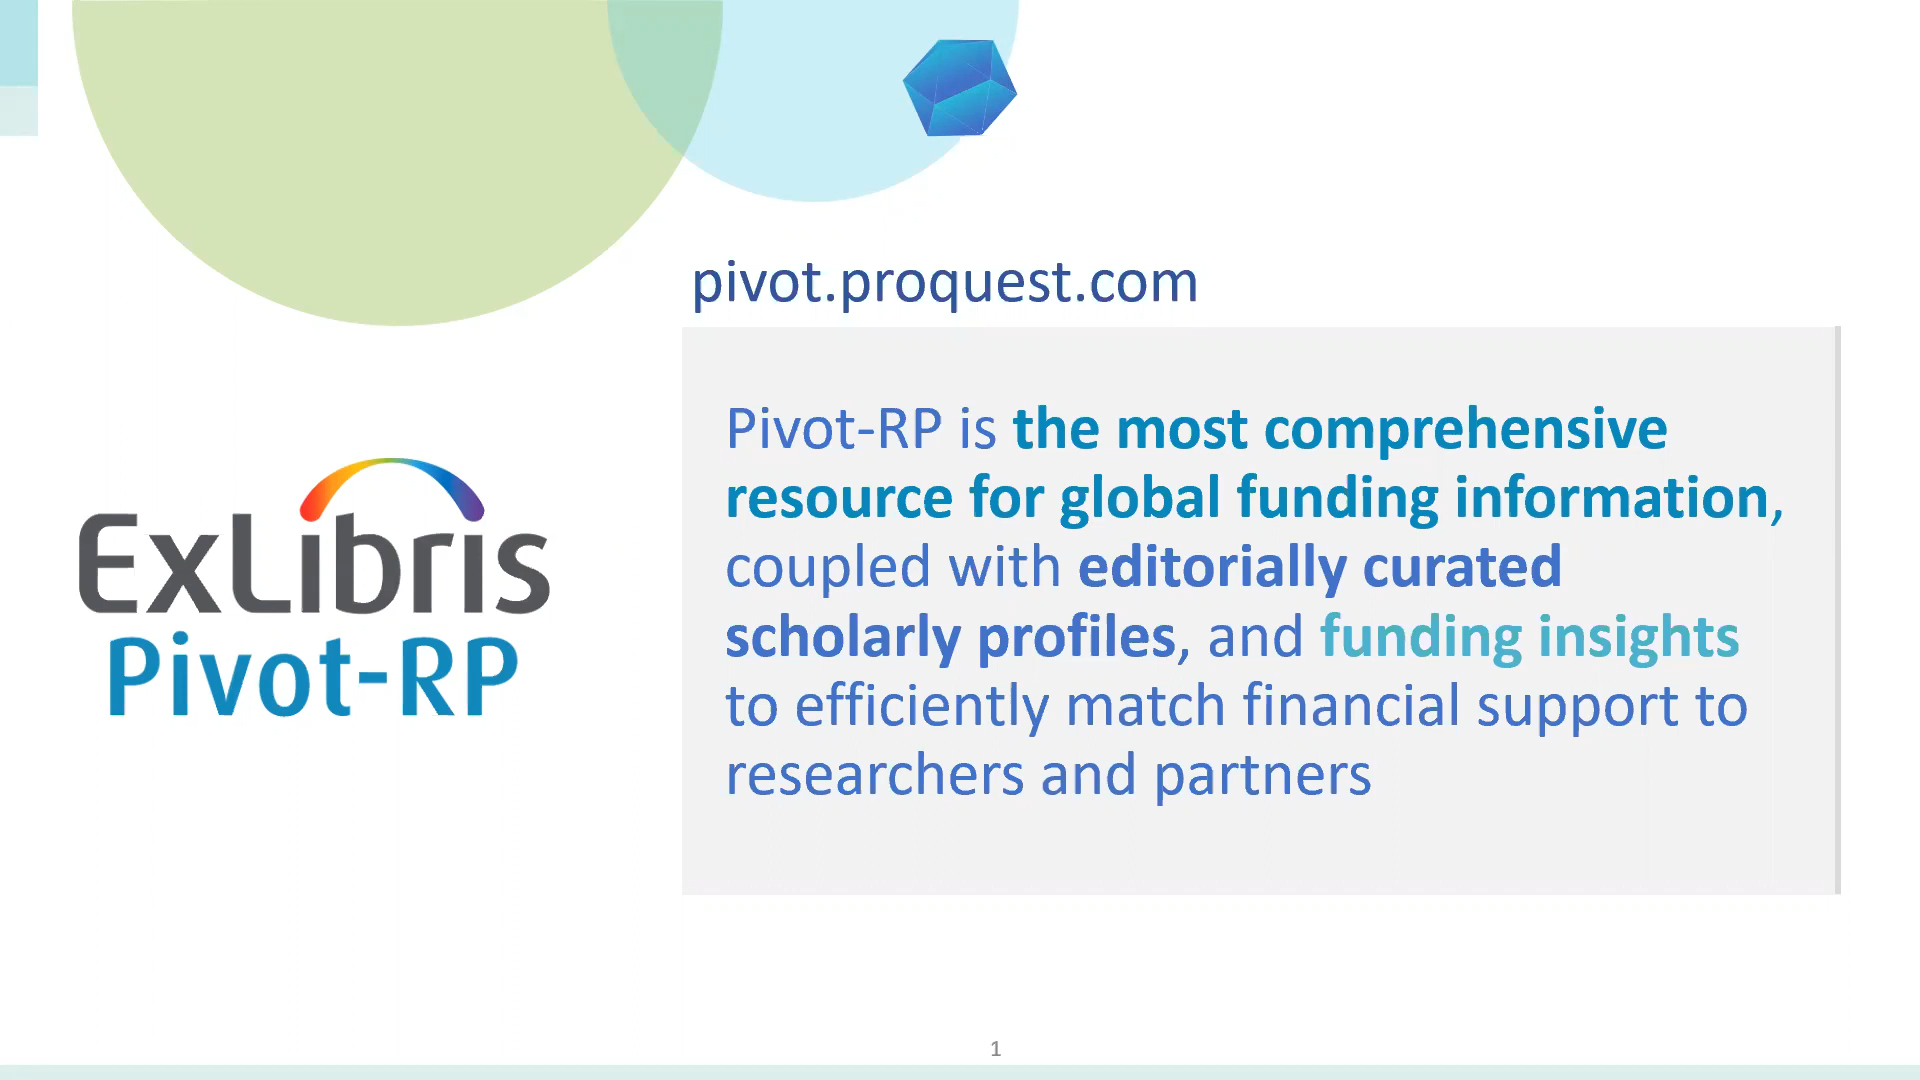 pivot.proquest.com
ExLibris
Pivot-RP
Pivot-RP is the most comprehensive
resource for global funding information,
coupled with editorially curated
scholarly profiles, and funding insights
to efficiently match financial support to
researchers and partners
1